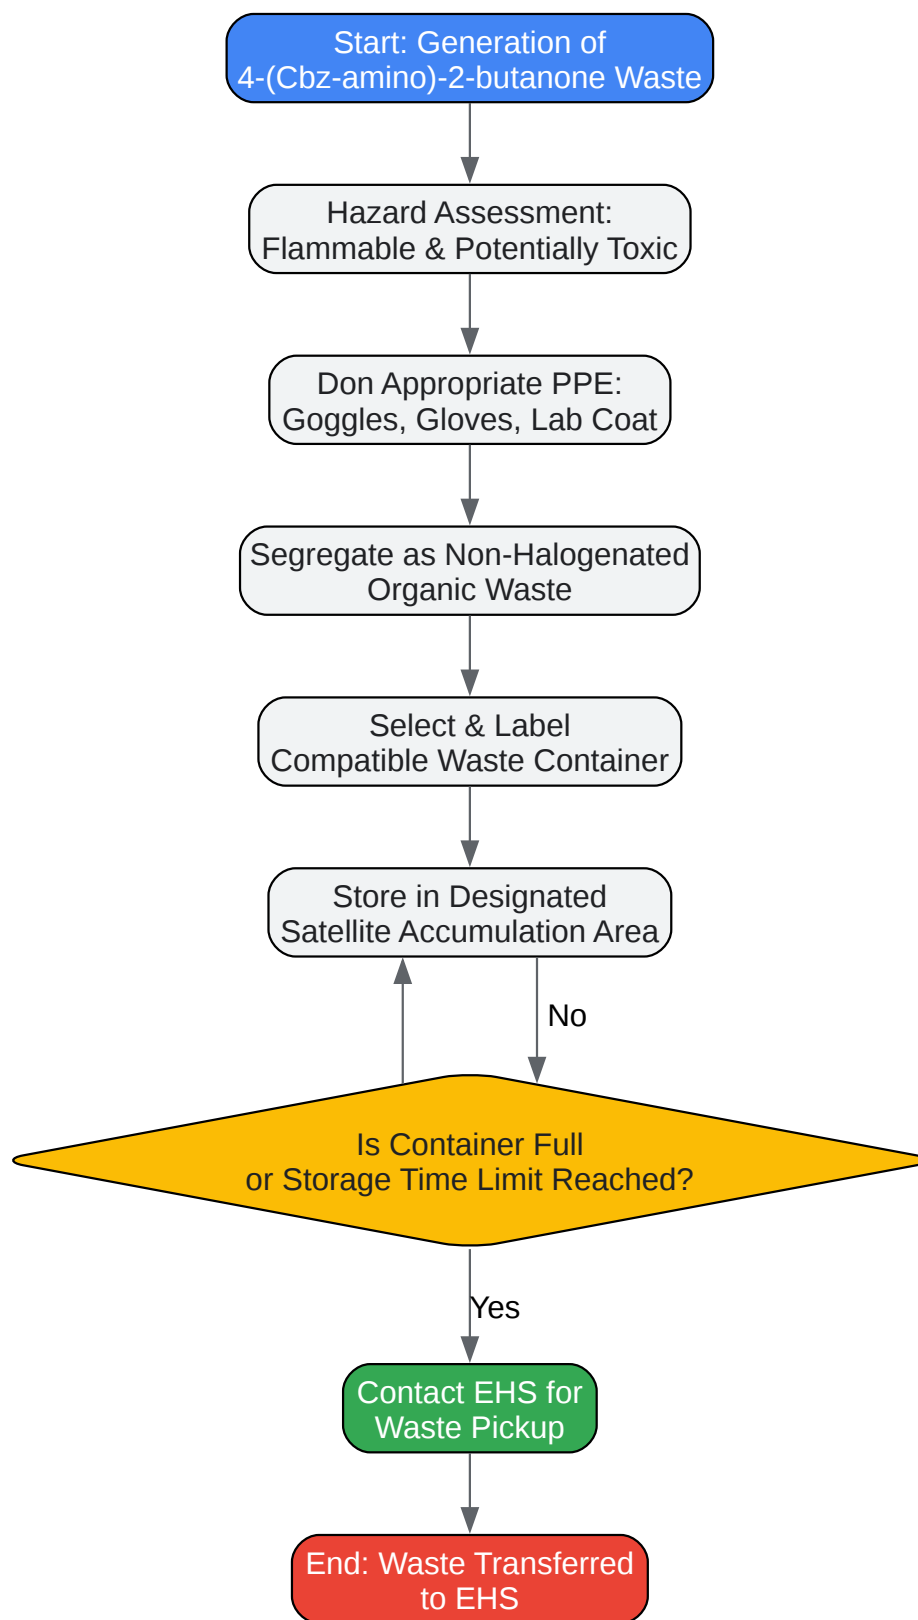 Start: Generation of
4-(Cbz-amino)-2-butanone Waste
Hazard Assessment:
Flammable & Potentially Toxic
Don Appropriate PPE:
Goggles, Gloves, Lab Coat
Segregate as Non-Halogenated
Organic Waste
Select & Label
Compatible Waste Container
Store in Designated
Satellite Accumulation Area
No
Is Container Full
or Storage Time Limit Reached?
Yes
Contact EHS for
Waste Pickup
End: Waste Transferred
to EHS